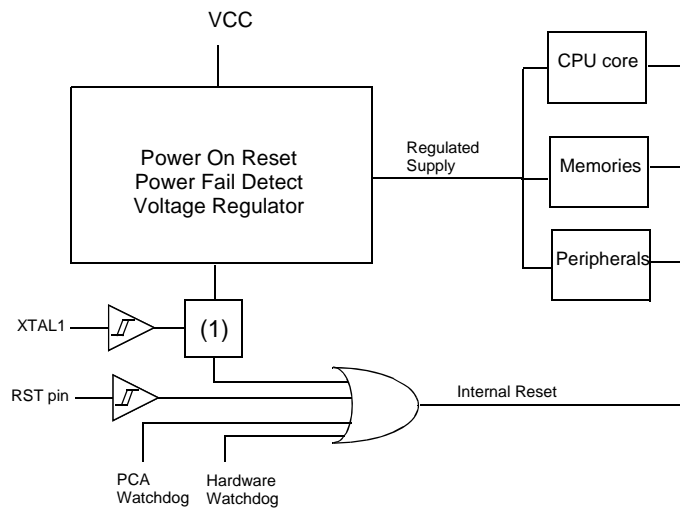 VCC
CPU core
Power On Reset
Power Fail Detect
Voltage Regulator
Regulated
Supply
Memories
Peripherals
XTAL1
(1)
RST pin
Internal Reset
PCA
Watchdog
Hardware
Watchdog